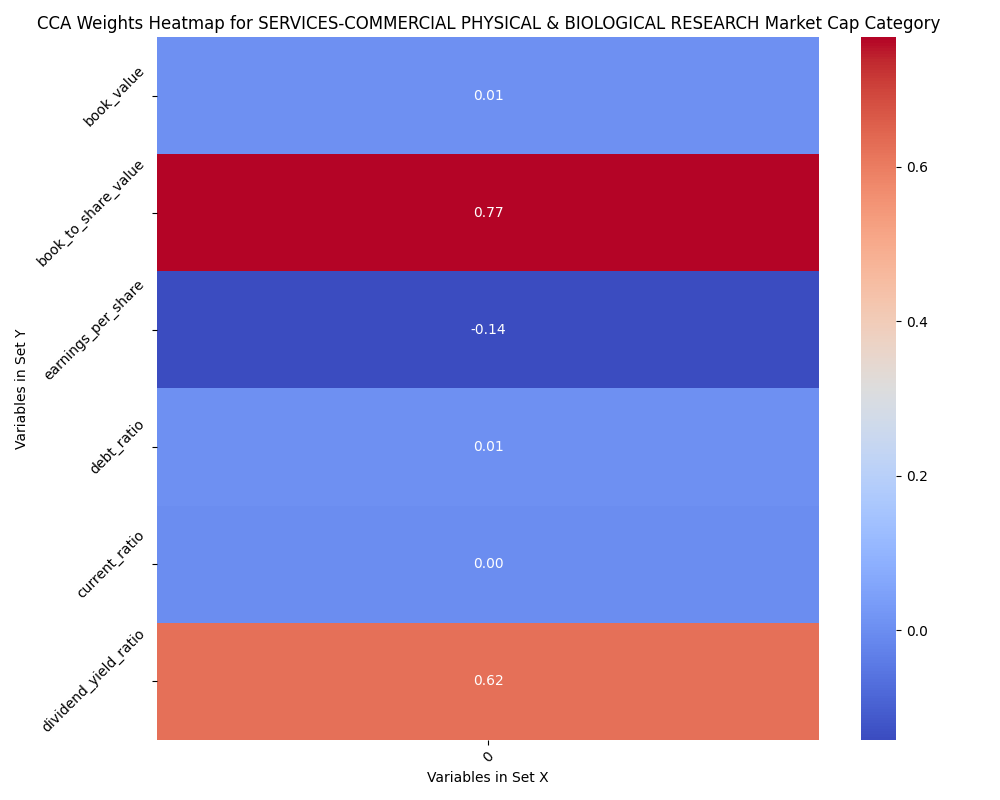 CCA Weights Heatmap for SERVICES-COMMERCIAL PHYSICAL & BIOLOGICAL RESEARCH Market Cap Category
Variables in Set Y
book_value
0.01
book_to_share_value
0.77
earnings_per_share
-0.14
debt_ratio
0.01
current_ratio
0.00
dividend_yield_ratio
0.62
0
Variables in Set X
0.6
0.4
0.2
0.0